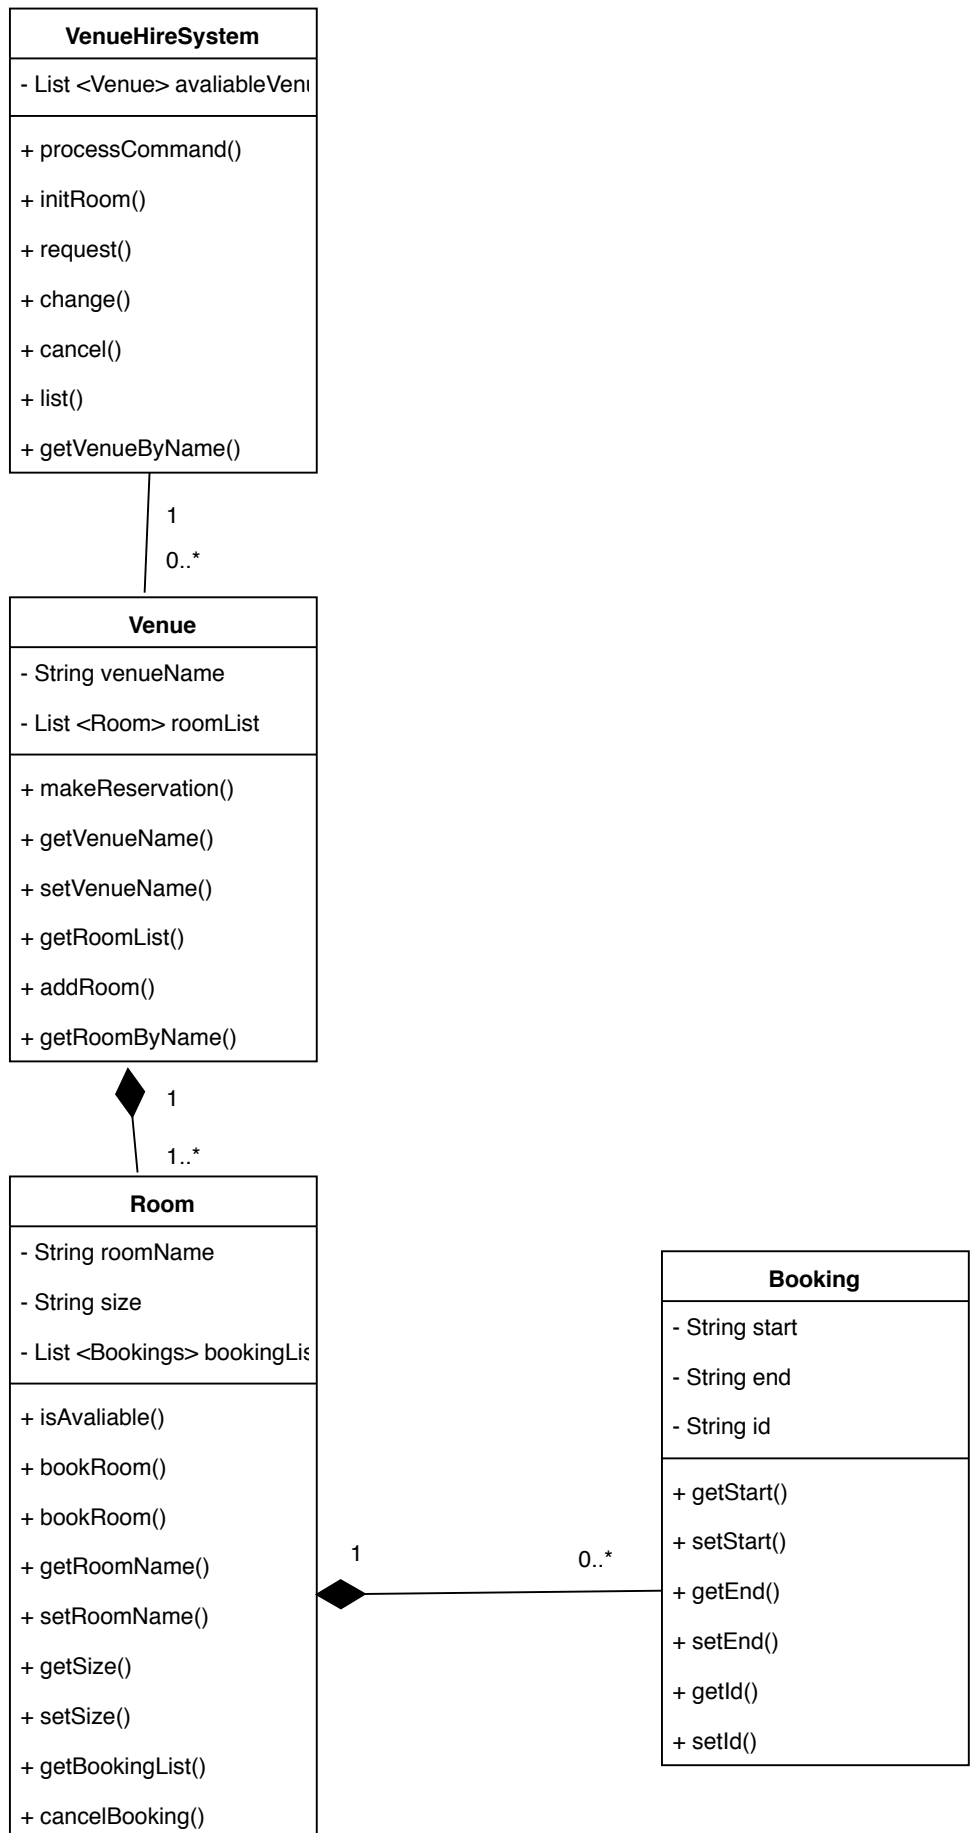 VenueHireSystem
- List <Venue> avaliableVenu
+ processCommand()
+ initRoom()
+ request()
+ change()
+ cancel()
+ list()
+ getVenueByName()
1
0..*
Venue
- String venueName
- List <Room> roomList
+ makeReservation()
+ getVenueName()
+ setVenueName()
+ getRoomList()
+ addRoom()
+ getRoomByName()
1
1..*
Room
- String roomName
- String size
- List <Bookings> bookingLis
+ isAvaliable()
+ bookRoom()
+ bookRoom()
+ getRoomName()
+ setRoomName()
+ getSize()
+ setSize()
+ getBookingList()
+ cancelBooking()
1
0..*
Booking
- String start
- String end
- String id
+ getStart()
+ setStart()
+ getEnd()
+ setEnd()
+ getId()
+ setId()